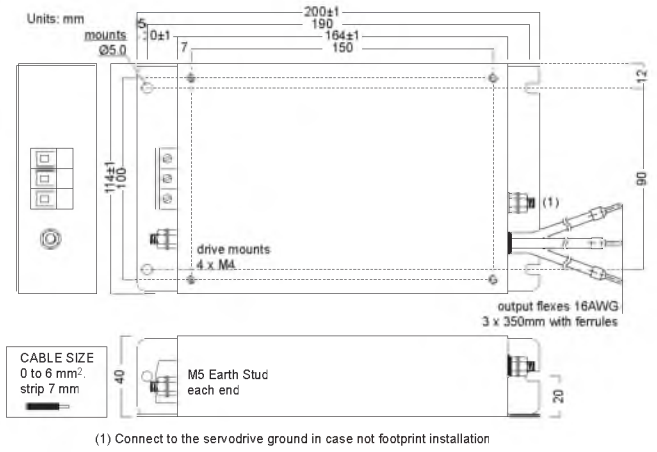 Units: mm
200±1
5
190
mounts
0±1
164±1
Ø5.0
7
150
12
114±1
100
90
(1)
drive mounts
4 x M4
output flexes 16AWG
3 x 350mm with ferrules
CABLE SIZE
0 to 6 mm².
strip 7 mm
40
M5 Earth Stud
each end
20
(1) Connect to the servodrive ground in case not footprint installation